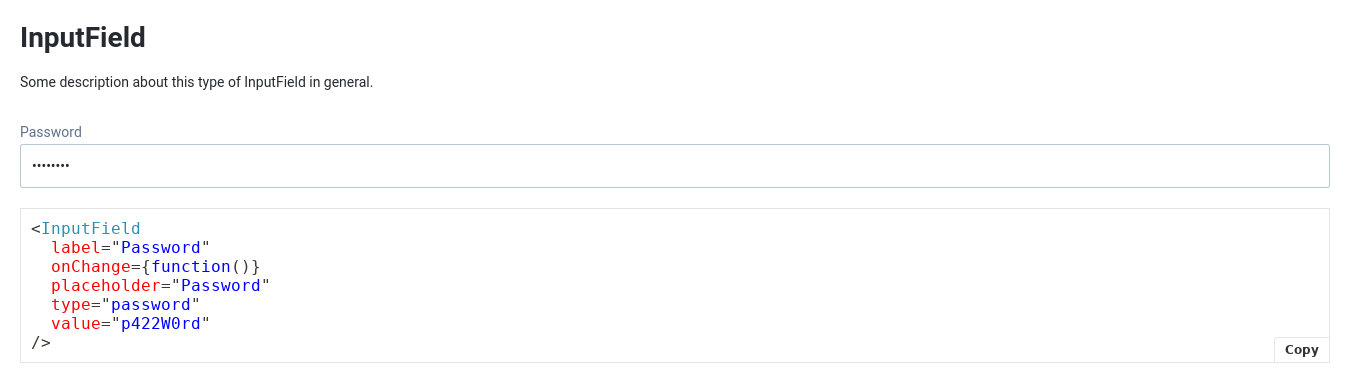 InputField
Some description about this type of InputField in general.
Password
••••••••
<InputField
  label="Password"
  onChange={function()}
  placeholder="Password"
  type="password"
  value="p422W0rd"
/>
Copy